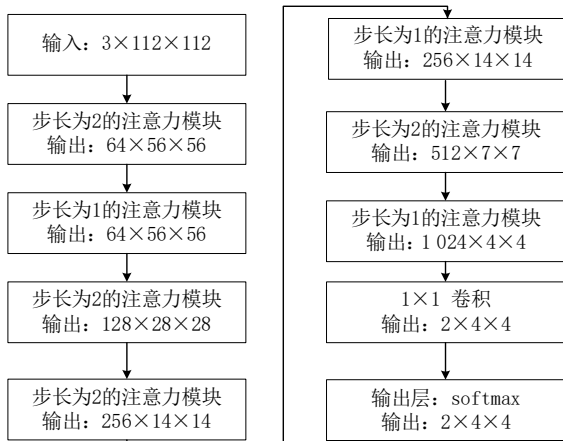 输入：3×112×112
步长为2的注意力模块
输出：64×56×56
步长为1的注意力模块
输出：64×56×56
步长为2的注意力模块
输出：128×28×28
步长为2的注意力模块
输出：256×14×14
步长为1的注意力模块
输出：256×14×14
步长为2的注意力模块
输出：512×7×7
步长为1的注意力模块
输出：1 024×4×4
1×1 卷积
输出：2×4×4
输出层：softmax
输出：2×4×4